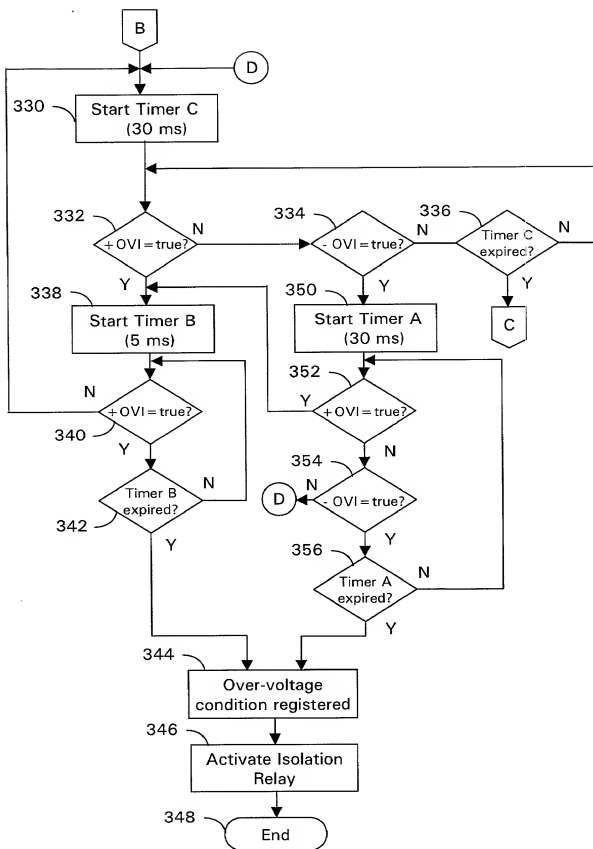 B
D
330
Start Timer C
(30 ms)
332
+ OVI = true?
N
Y
334
- OVI = true?
N
Y
336
Timer C
expired?
N
Y
C
338
Start Timer B
(5 ms)
350
Start Timer A
(30 ms)
N
+ OVI = true?
340
Y
352
Y
+ OVI = true?
N
Timer B
expired?
N
342
Y
354
D
N
- OVI = true?
Y
356
Timer A
expired?
N
Y
344
Over-voltage
condition registered
346
Activate Isolation
Relay
348
End